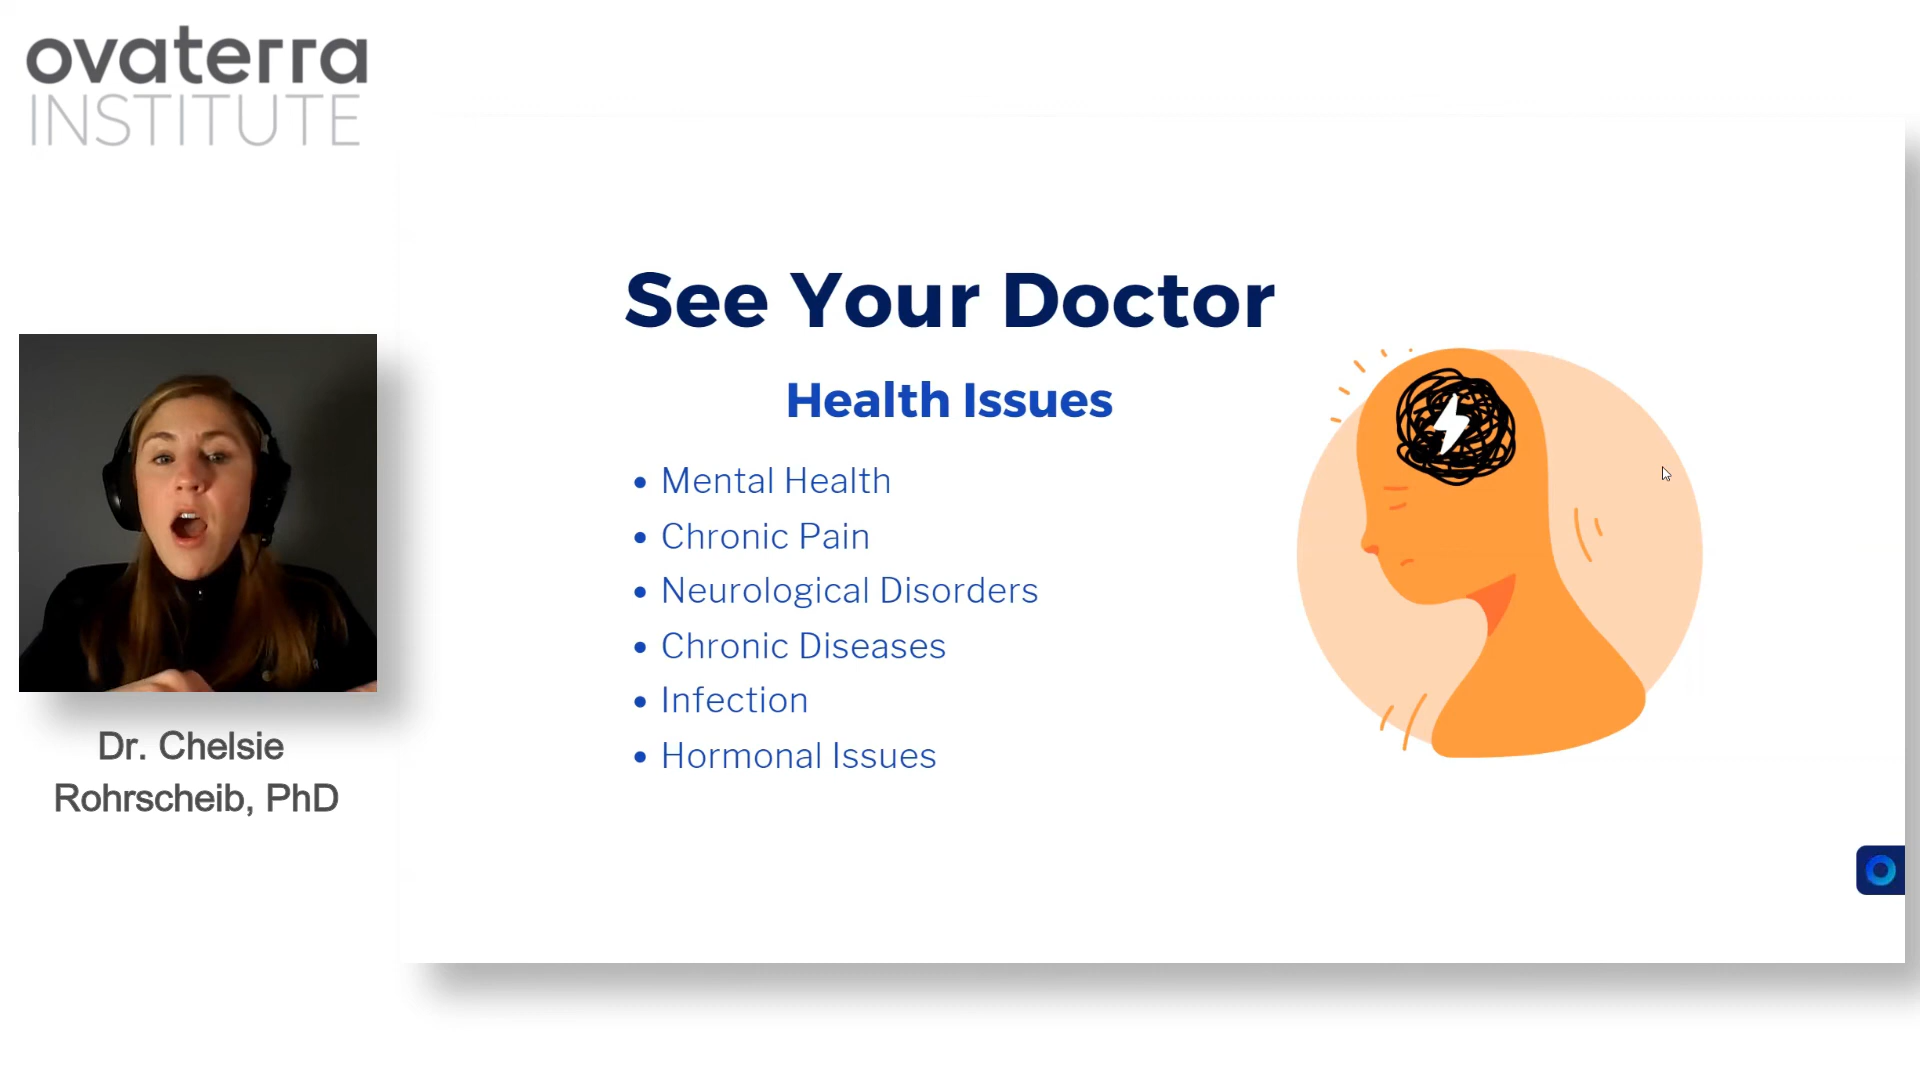 ovaterra
INSTITUTE
See Your Doctor
Health Issues
• Mental Health
• Chronic Pain
• Neurological Disorders
• Chronic Diseases
• Infection
• Hormonal Issues
Dr. Chelsie
Rohrscheib, PhD